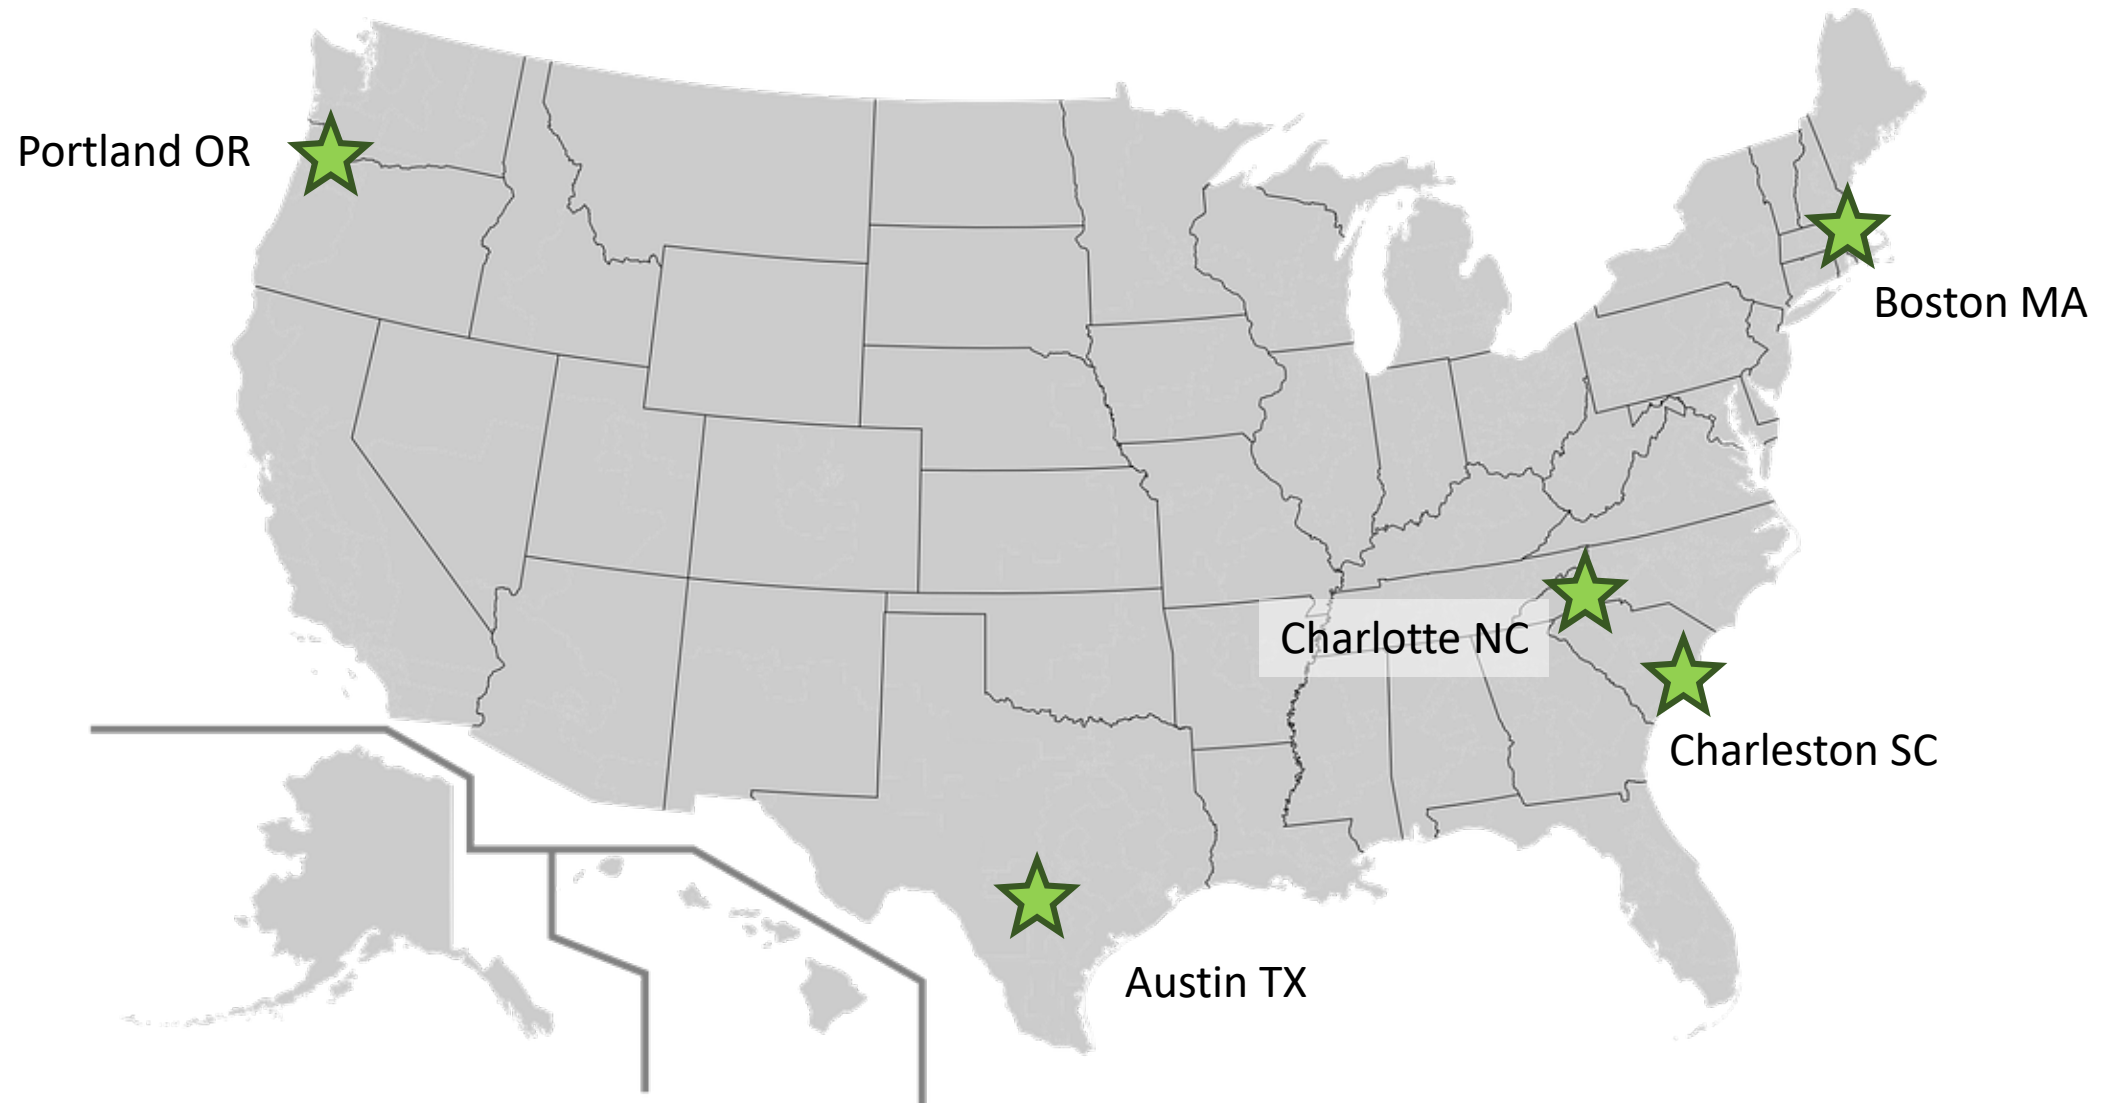 Portland OR
Boston MA
Charlotte NC
Charleston SC
Austin TX